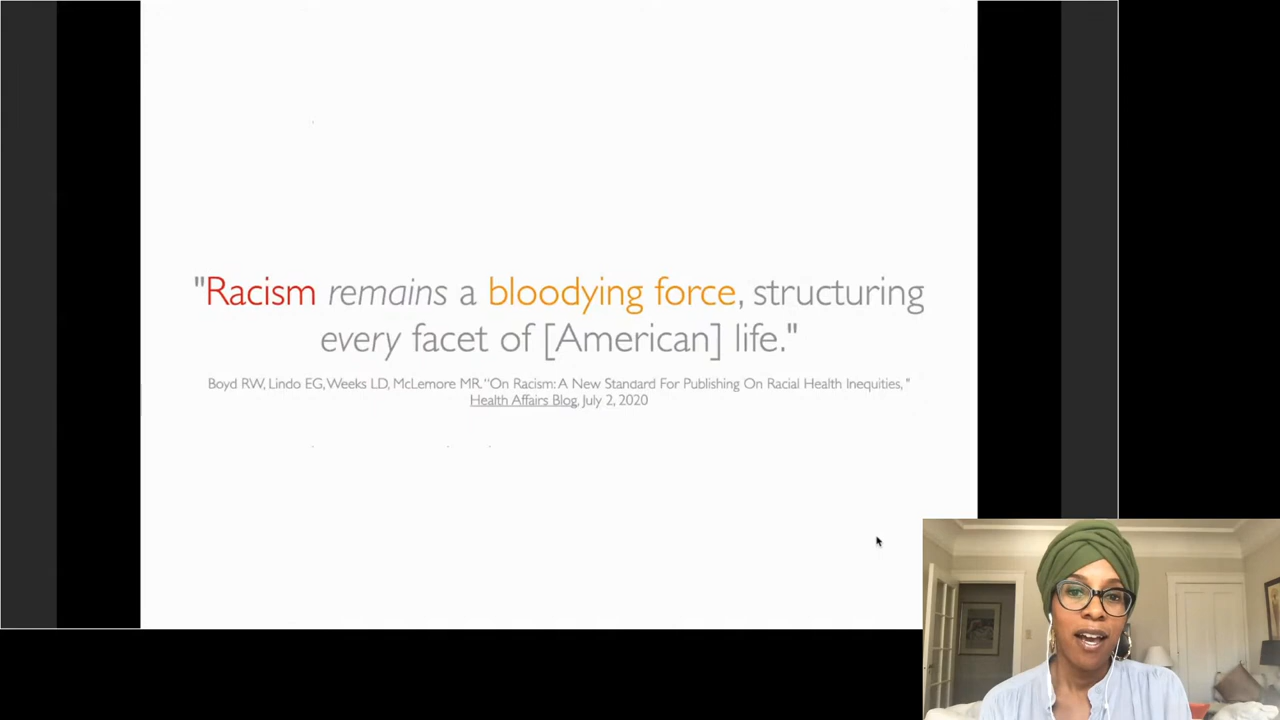 "Racism remains a bloodying force, structuring
every facet of [American] life."
Boyd RW, Lindo EG, Weeks LD, McLemore MR. "On Racism: A New Standard For Publishing On Racial Health Inequities, "
Health Affairs Blog, July 2, 2020